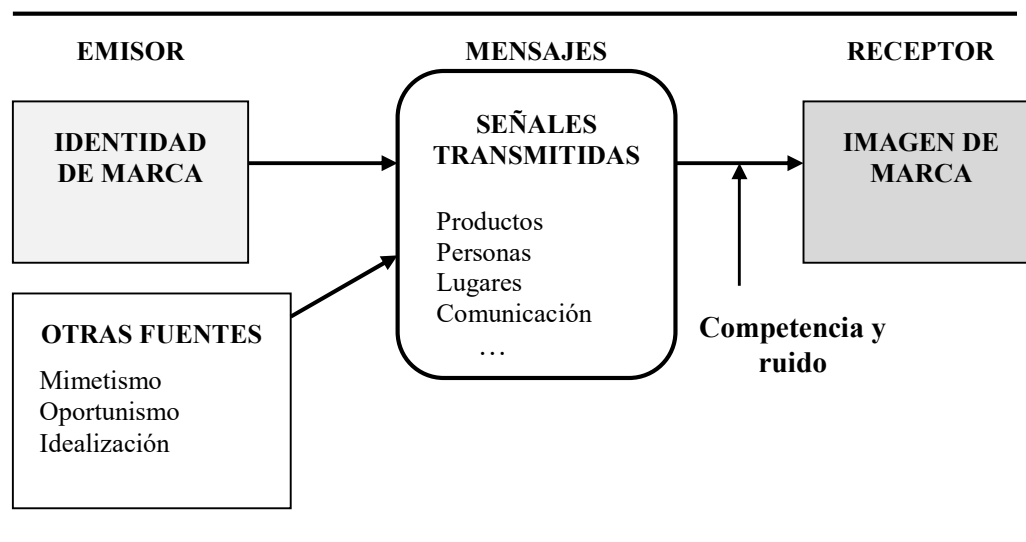 EMISOR
MENSAJES
RECEPTOR
IDENTIDAD
DE MARCA
SEÑALES
TRANSMITIDAS
Productos
Personas
Lugares
Comunicación
…
IMAGEN DE
MARCA
OTRAS FUENTES
Mimetismo
Oportunismo
Idealización
Competencia y
ruido